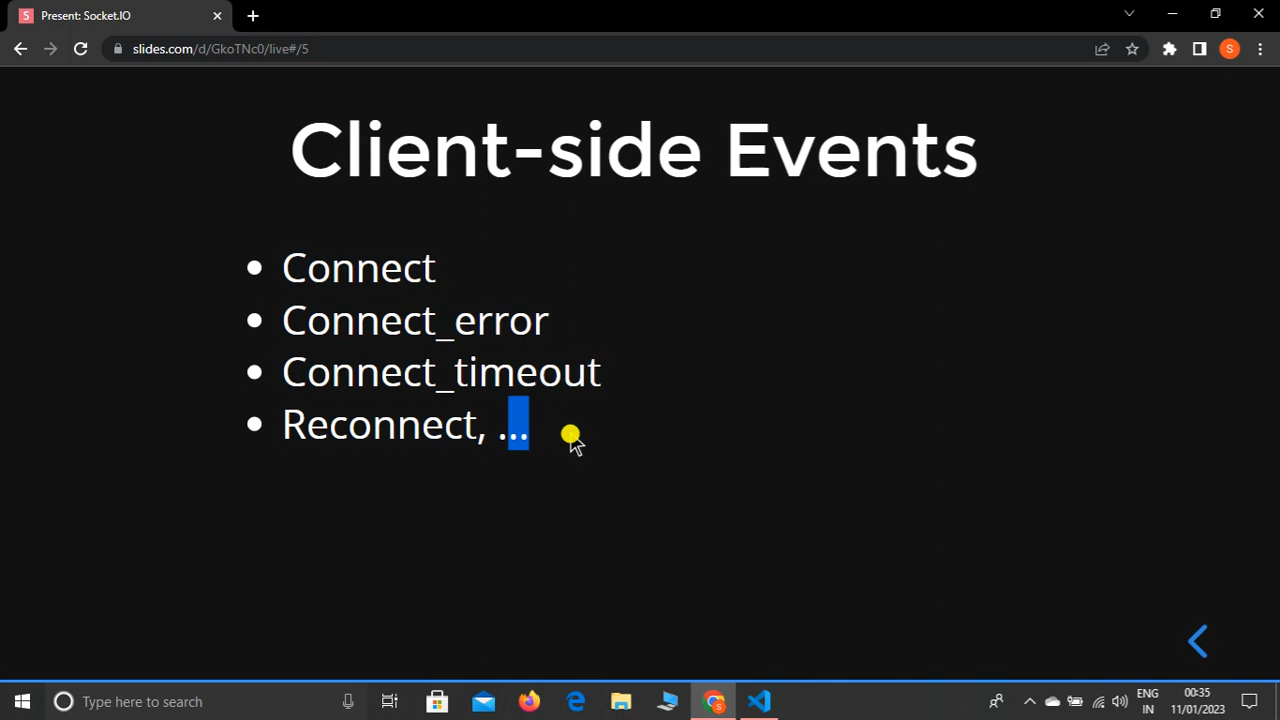 S
Present: Socket.IO
slides.com/d/GkoTNc0/live#/5
S
Client-side Events
Connect
Connect_error
Connect_timeout
Reconnect, ...
Type here to search
S
ENG
IN
00:35
11/01/2023